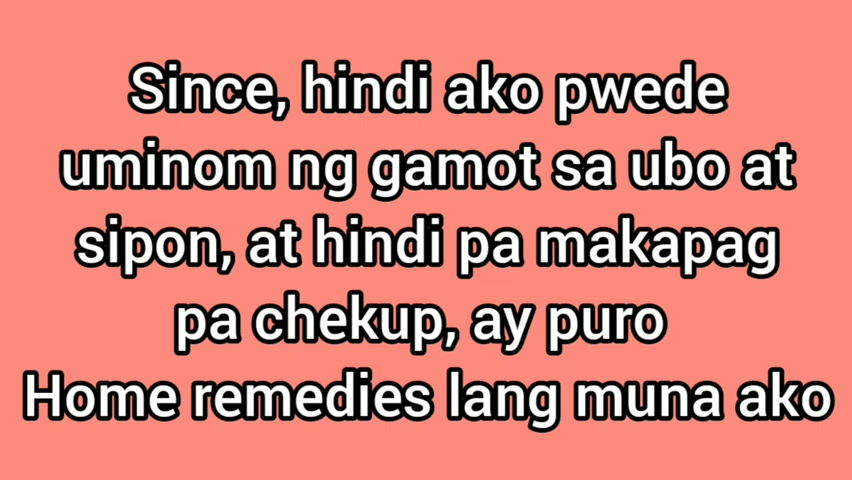 Since, hindi ako pwede
uminom ng gamot sa ubo at
sipon, at hindi pa makapag
pa chekup, ay puro
Home remedies lang muna ako